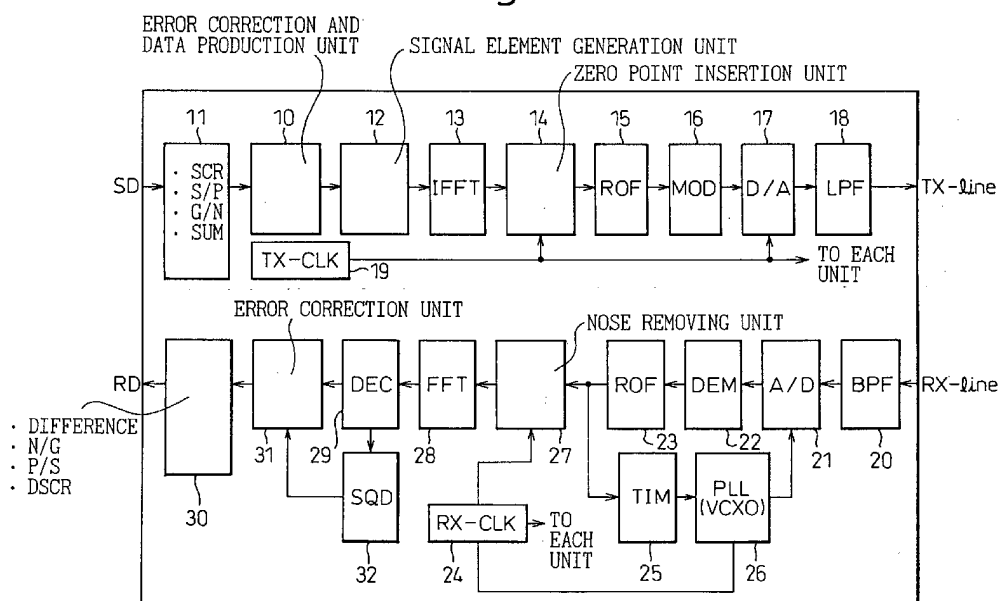 ERROR CORRECTION AND
DATA PRODUCTION UNIT
SIGNAL ELEMENT GENERATION UNIT
ZERO POINT INSERTION UNIT
11
10
12
13
14
15
16
17
18
SD
· SCR
· S/P
· G/N
· SUM
IFFT
ROF
MOD
D/A
LPF
TX-line
TX-CLK
19
TO EACH
UNIT
ERROR CORRECTION UNIT
NOSE REMOVING UNIT
RD
DEC
FFT
ROF
DEM
A/D
BPF
RX-line
· DIFFERENCE
· N/G
· P/S
· DSCR
31
29
28
27
23
22
21
20
30
SQD
32
RX-CLK
24
TO
EACH
UNIT
TIM
25
PLL
(VCXO)
26